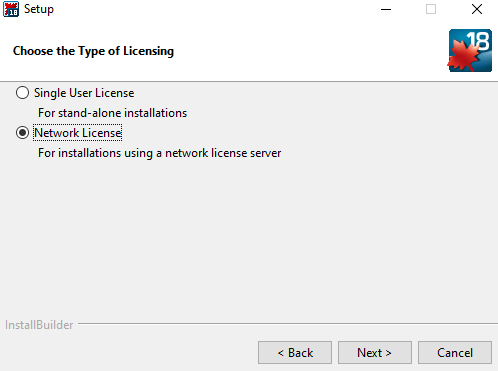 Setup
Choose the Type of Licensing
18
18
Single User License
For stand-alone installations
Network License
For installations using a network license server
InstallBuilder
< Back
Next >
Cancel